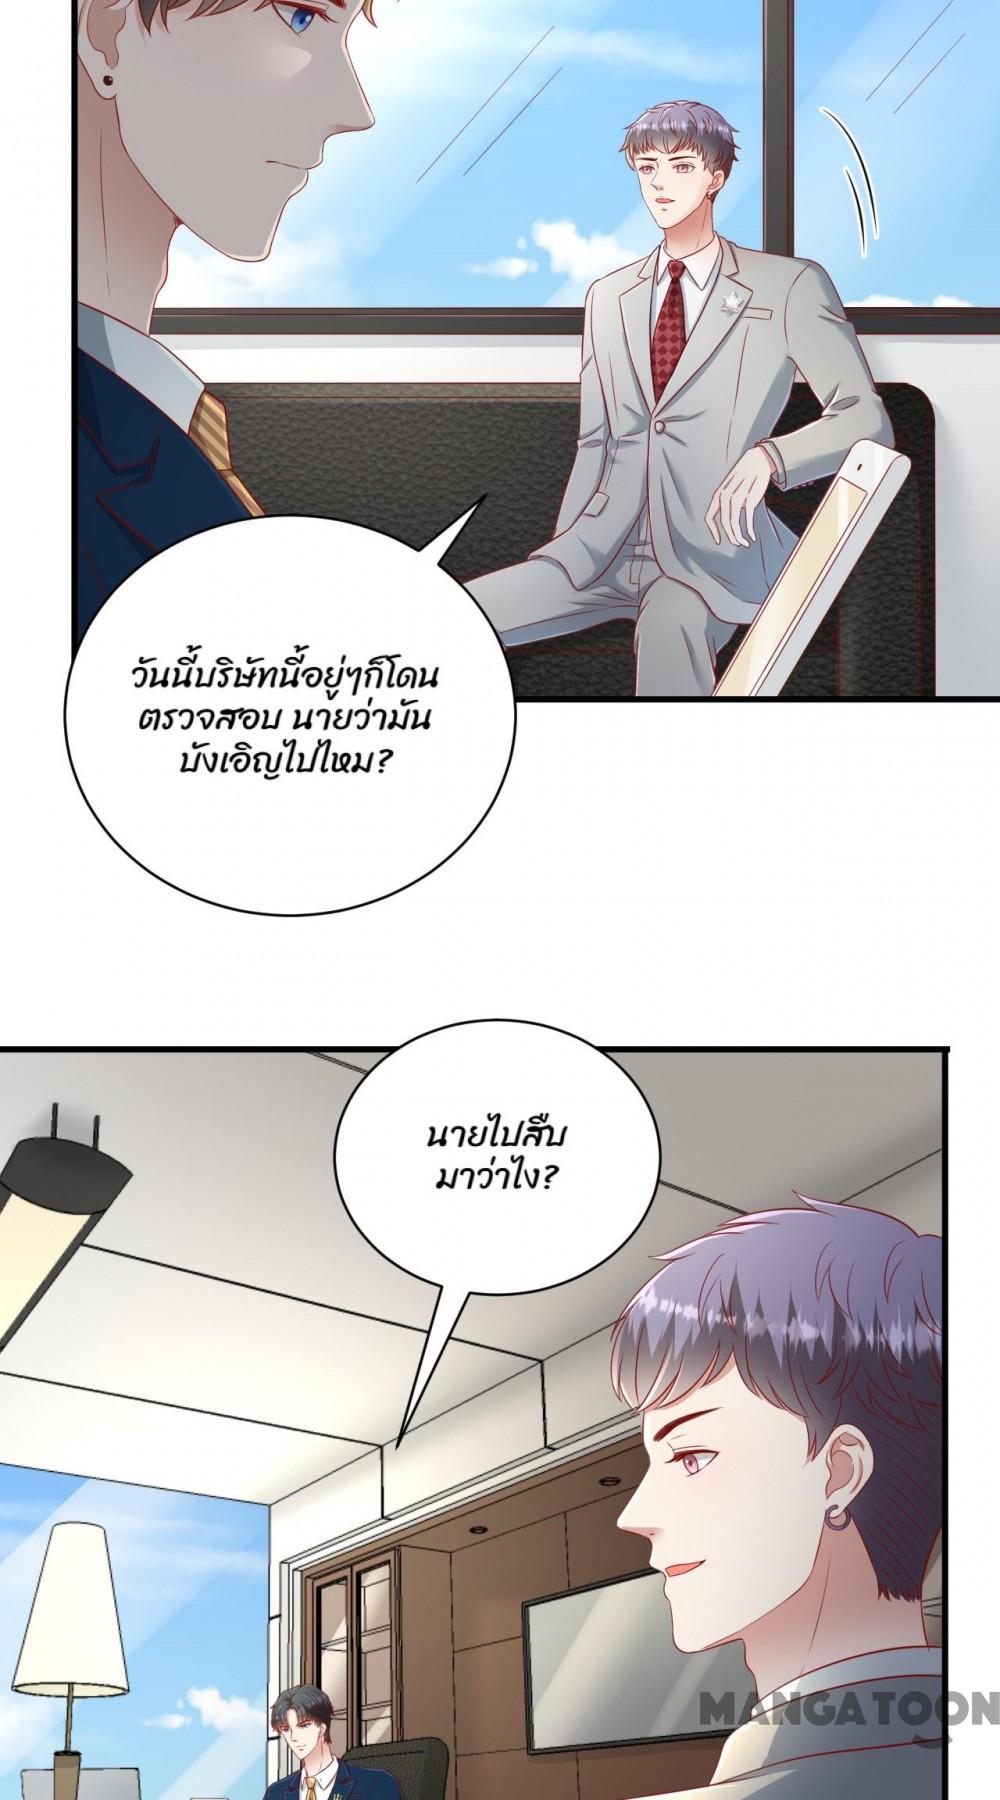 วันนี้บริษัทนี้อยู่ๆก็โดน
ตรวจสอบ นายว่ามัน
บังเอิญไปไหม?
นายไปสืบ
มาว่าไง?
MANGATOON